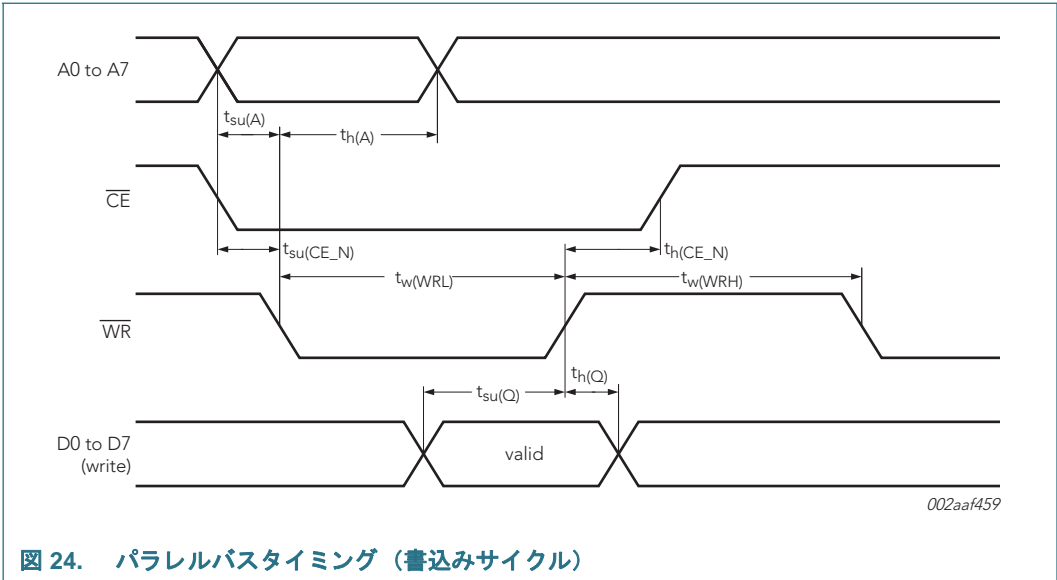 A0 to A7
tsu(A)
th(A)
CE
tsu(CE_N)
th(CE_N)
tw(WRL)
tw(WRH)
WR
tsu(Q)
th(Q)
D0 to D7
(write)
valid
002aaf459
図 24. パラレルバスタイミング（書込みサイクル）